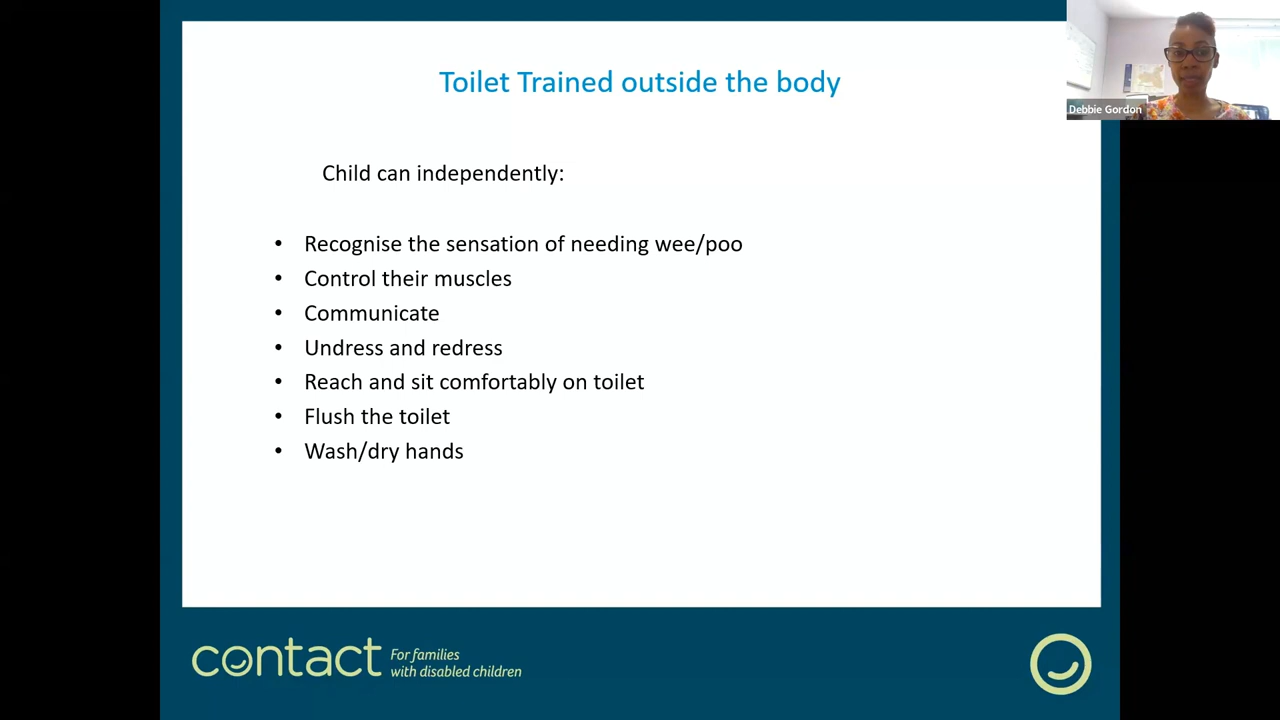 Toilet Trained outside the body
Debbie Gordon
Child can independently:
• Recognise the sensation of needing wee/poo
• Control their muscles
• Communicate
• Undress and redress
• Reach and sit comfortably on toilet
• Flush the toilet
• Wash/dry hands
contact
For families
with disabled children